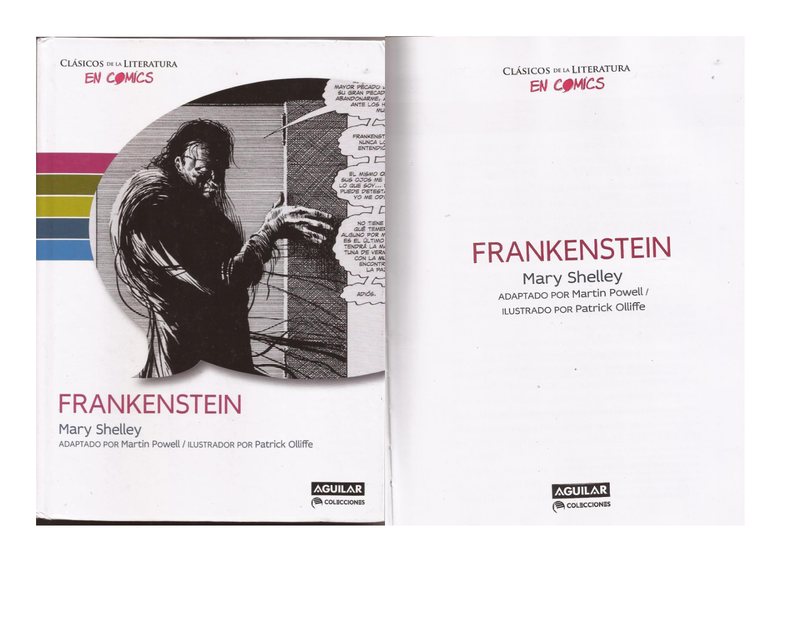 CLÁSICOS DE LA LITERATURA
EN COMICS
MAYOR PECADO
SU GRAN PECAD
ABANDONARME,
ANTE LOS H
MU
FRANKENST
NUNCA LO
ENTENDI
EL MISMO
SUS OJOS ME
LO QUE SOY...
PUEDE DETEST
YO ME OD
NO TIENE
QUÉ TEMER
ALGUNO POR M
ES EL ÚLTIMO
TENDRÁ LA
TUNA DE VER
CON LA MU
ENCONTR
LA PA
ADIÓS.
FRANKENSTEIN
Mary Shelley
ADAPTADO POR Martin Powell / ILUSTRADOR POR Patrick Olliffe
AGUILAR
COLECCIONES
CLÁSICOS DE LA LITERATURA
EN COMICS
FRANKENSTEIN
Mary Shelley
ADAPTADO POR Martin Powell /
ILUSTRADO POR Patrick Olliffe
AGUILAR
COLECCIONES